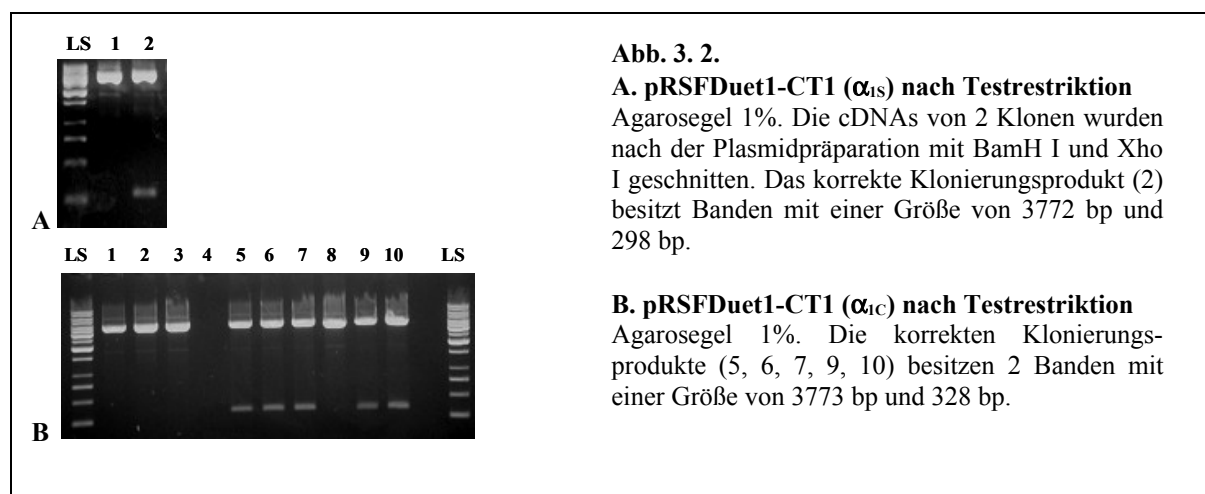 LS 1 2
A
LS 1 2 3 4 5 6 7 8 9 10 LS
B
Abb. 3. 2.
A. pRSFDuet1-CT1 (α1S) nach Testrestriktion
Agarosegel 1%. Die cDNAs von 2 Klonen wurden
nach der Plasmidpräparation mit BamH I und Xho
I geschnitten. Das korrekte Klonierungsprodukt (2)
besitzt Banden mit einer Größe von 3772 bp und
298 bp.
B. pRSFDuet1-CT1 (α1C) nach Testrestriktion
Agarosegel 1%. Die korrekten Klonierungs-
produkte (5, 6, 7, 9, 10) besitzen 2 Banden mit
einer Größe von 3773 bp und 328 bp.